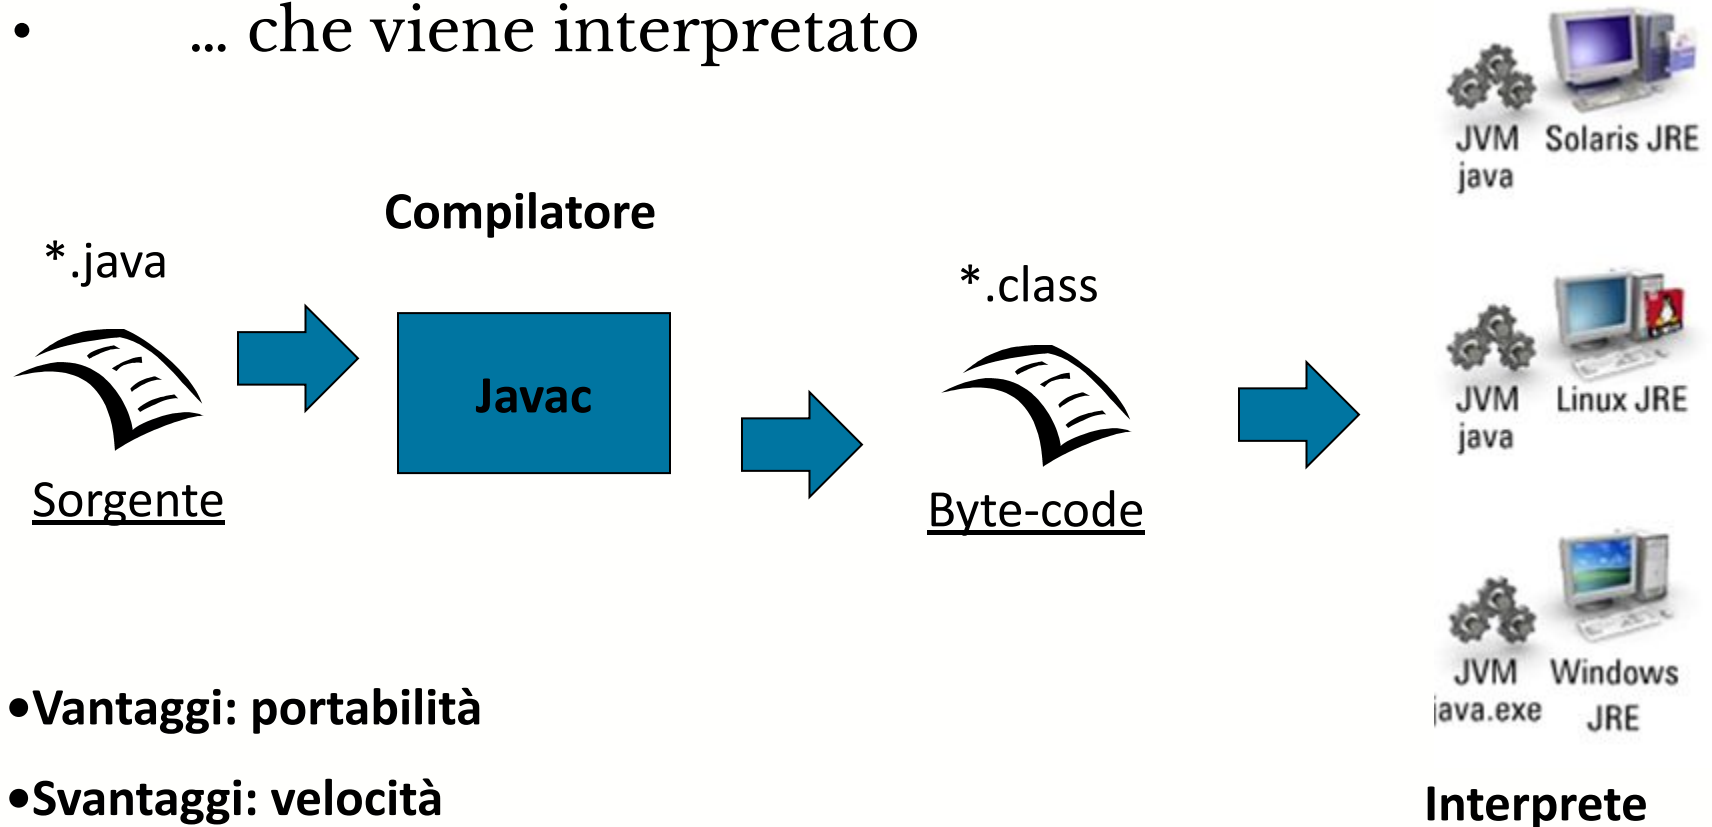 • … che viene interpretato
JVM Solaris JRE
java
Compilatore
*.java
*.class
Javac
JVM Linux JRE
java
Sorgente
Byte-code
JVM Windows
java.exe JRE
•Vantaggi: portabilità
•Svantaggi: velocità
Interprete